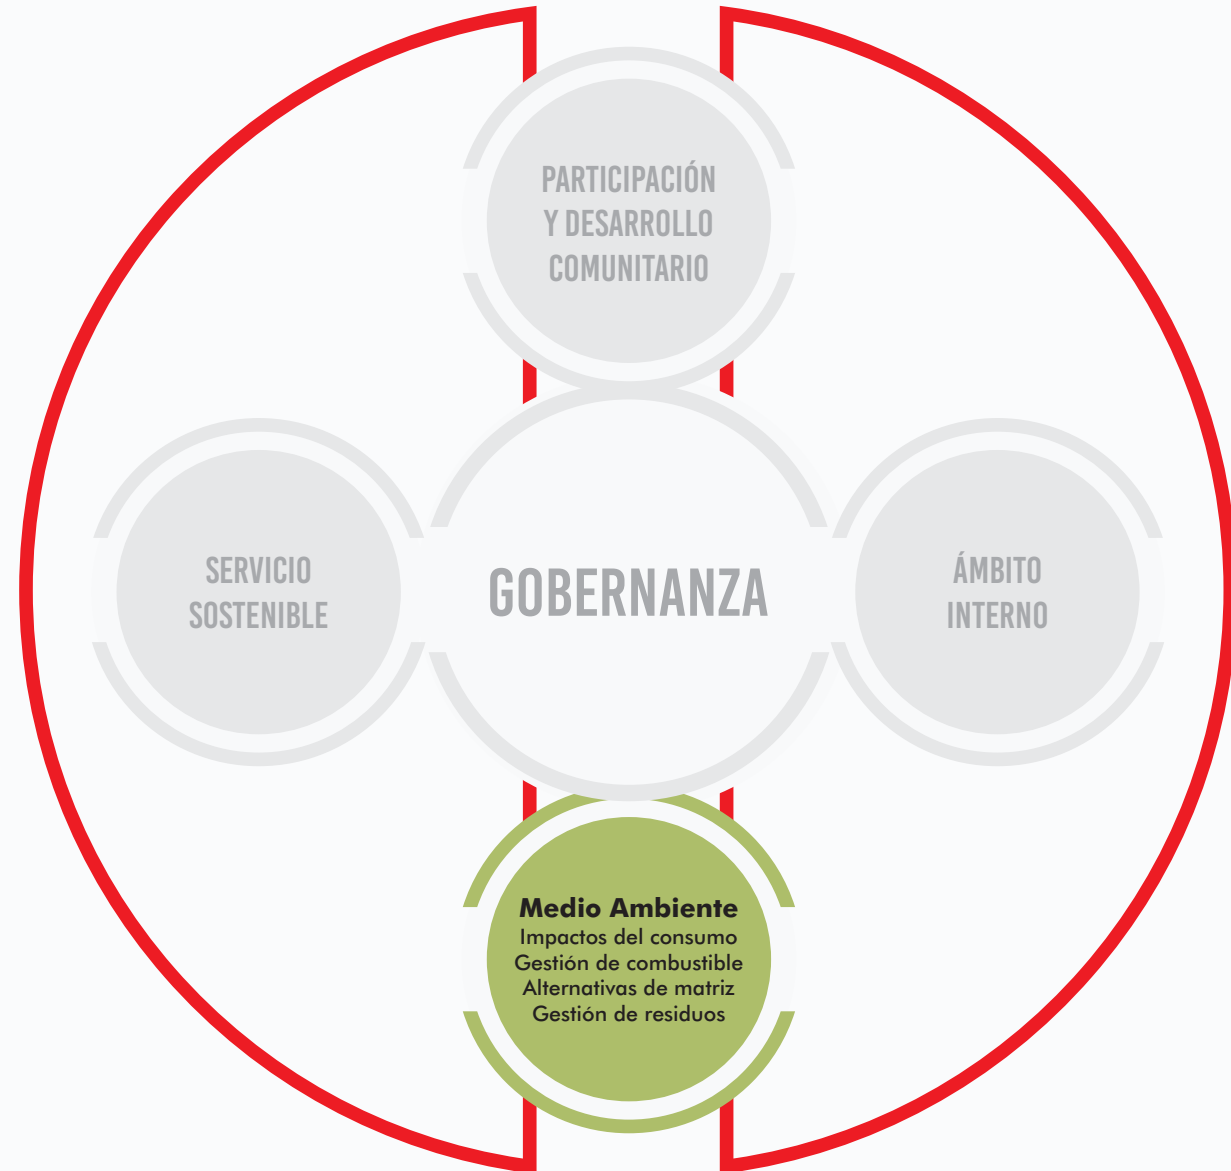 PARTICIPACIÓN
Y DESARROLLO
COMUNITARIO
SERVICIO
SOSTENIBLE
GOBERNANZA
ÁMBITO
INTERNO
Medio Ambiente
Impactos del consumo
Gestión de combustible
Alternativas de matriz
Gestión de residuos